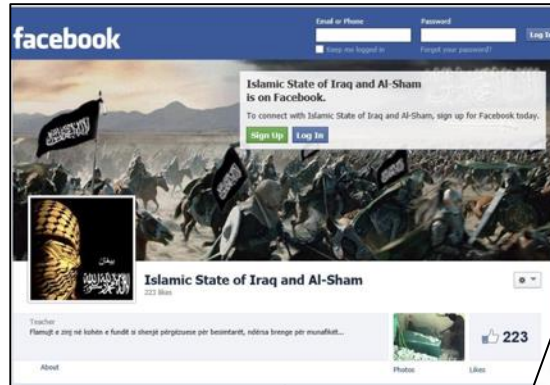 Email or Phone
Password
facebook
Log In
Keep me logged in
Forgot your password?
Islamic State of Iraq and Al-Sham
is on Facebook.
To connect with Islamic State of Iraq and Al-Sham, sign up for Facebook today.
Sign Up
Log In
Islamic State of Iraq and Al-Sham
223 likes
Teacher
Flamujt e zinj në kohën e fundit si shenjë përgëzuese për besimtarët, ndërsa brenge për munafikët...
223
About
Photos
Likes